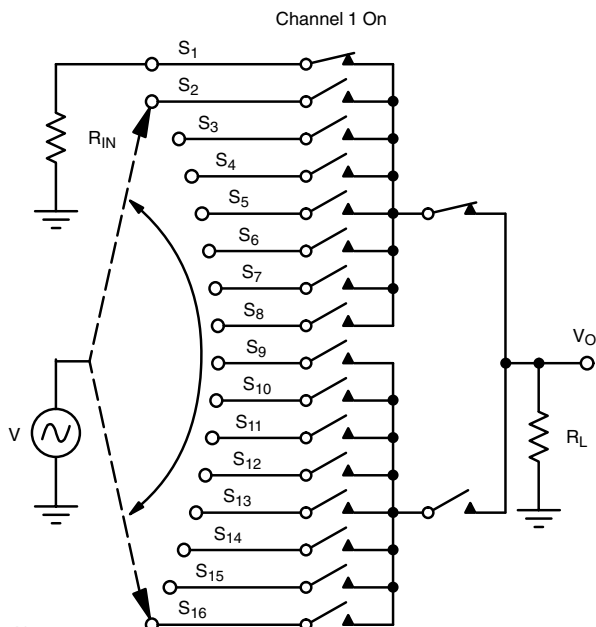 Channel 1 On
S1
S2
RIN
S3
S4
S5
S6
S7
S8
VO
S9
S10
V
RL
S11
S12
S13
S14
S15
S16